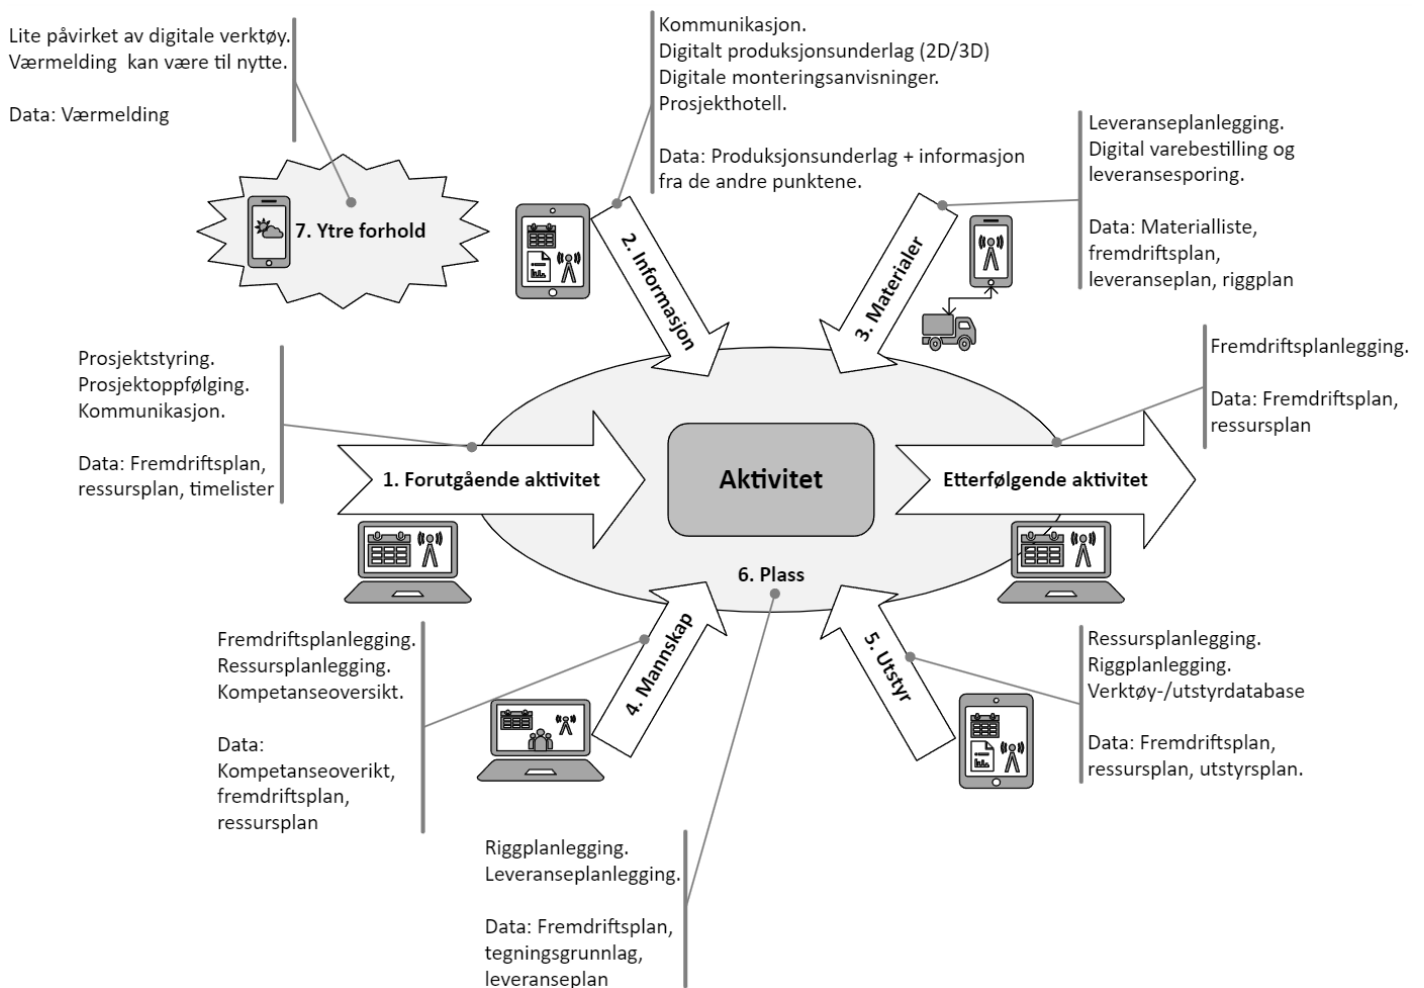 Lite påvirket av digitale verktøy.
Værmelding  kan være til nytte.
Data: Værmelding
7. Ytre forhold
Kommunikasjon.
Digitalt produksjonsunderlag (2D/3D)
Digitale monteringsanvisninger.
Prosjekthotell.
Data: Produksjonsunderlag + informasjon
fra de andre punktene.
2. Informasjon
Leveranseplanlegging.
Digital varebestilling og
leveransesporing.
Data: Materialliste,
fremdriftsplan,
leveranseplan, riggplan
3. Materialer
Prosjektstyring.
Prosjektoppfølging.
Kommunikasjon.
Data: Fremdriftsplan,
ressursplan, timelister
1. Forutgående aktivitet
Aktivitet
Fremdriftsplanlegging.
Data: Fremdriftsplan,
ressursplan
Etterfølgende aktivitet
6. Plass
Fremdriftsplanlegging.
Ressursplanlegging.
Kompetanseoversikt.
Data:
Kompetanseoverikt,
fremdriftsplan,
ressursplan
4. Mannskap
5. Utstyr
Ressursplanlegging.
Riggplanlegging.
Verktøy-/utstyrdatabase
Data: Fremdriftsplan,
ressursplan, utstyrsplan.
Riggplanlegging.
Leveranseplanlegging.
Data: Fremdriftsplan,
tegningsgrunnlag,
leveranseplan